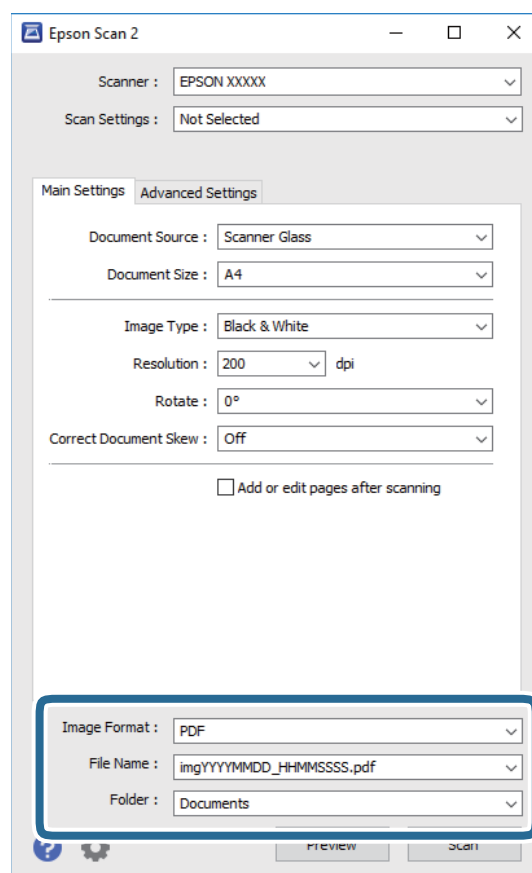 Epson Scan 2
Scanner : EPSON XXXXX
Scan Settings : Not Selected
Main Settings Advanced Settings
Document Source : Scanner Glass
Document Size : A4
Image Type : Black & White
Resolution : 200 dpi
Rotate : 0°
Correct Document Skew : Off
Add or edit pages after scanning
Image Format : PDF
File Name : imgYYYYMMDD_HHMMSSSS.pdf
Folder : Documents
? Preview Scan